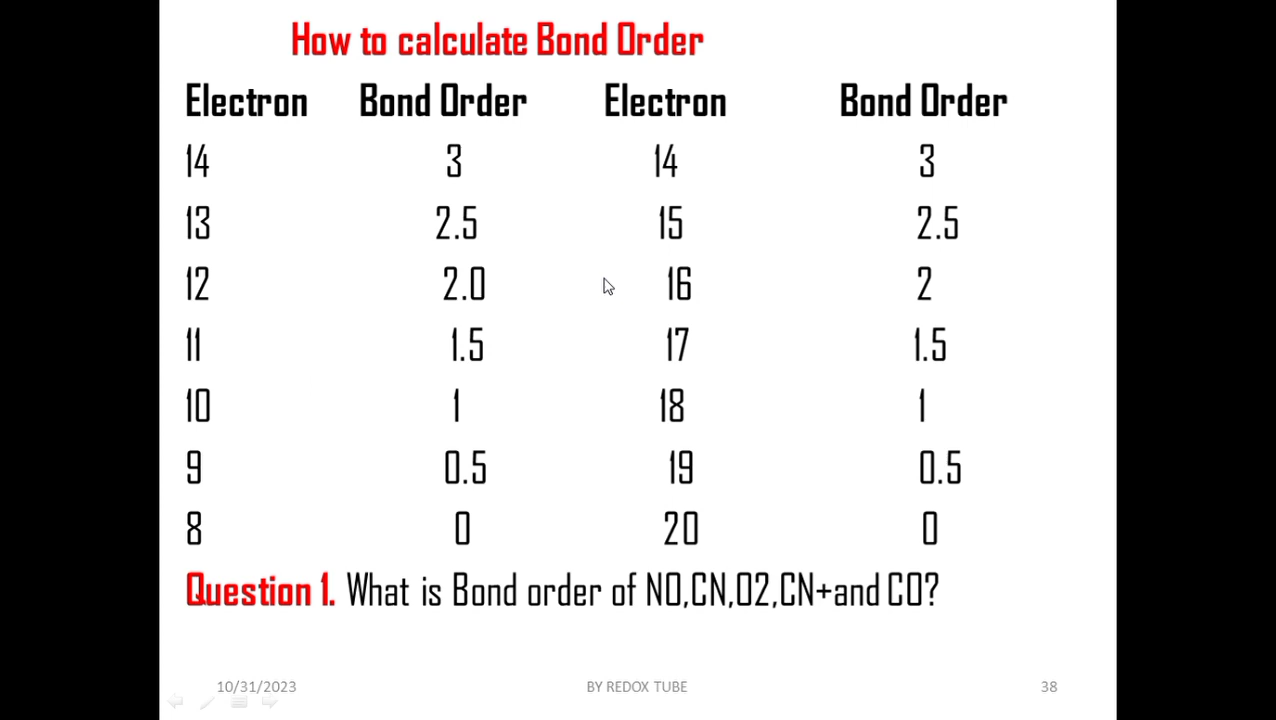 How to calculate Bond Order
Electron Bond Order Electron Bond Order
14 3 14 3
13 2.5 15 2.5
12 2.0 16 2
11 1.5 17 1.5
10 1 18 1
9 0.5 19 0.5
8 0 20 0
Question 1. What is Bond order of NO,CN,O2,CN+and CO?
10/31/2023 BY REDOX TUBE 38